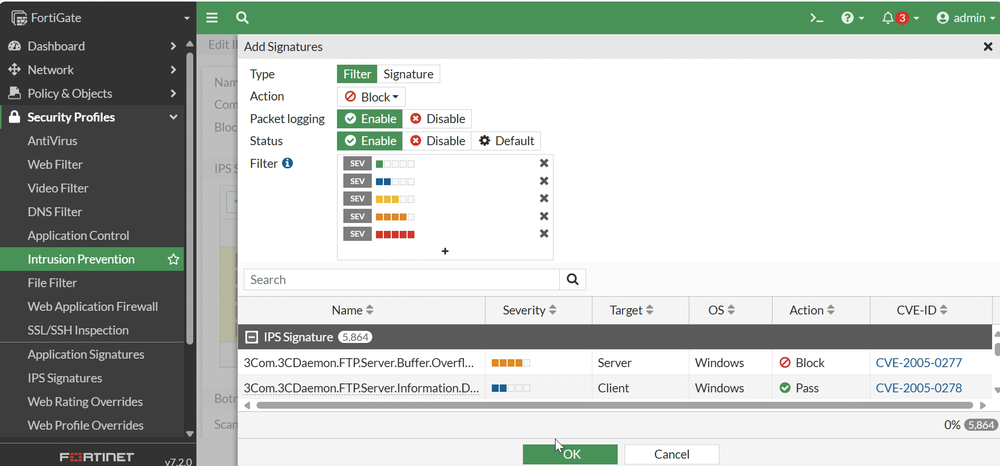 FortiGate
3
admin
Dashboard
Network
Policy & Objects
Security Profiles
AntiVirus
Web Filter
Video Filter
DNS Filter
Application Control
Intrusion Prevention
File Filter
Web Application Firewall
SSL/SSH Inspection
Application Signatures
IPS Signatures
Web Rating Overrides
Web Profile Overrides
FORTINET
v7.2.0
Edit
Nam
Com
Bloc
IPS S
Botn
Scan
Add Signatures
Type Filter Signature
Action Block
Packet logging Enable Disable
Status Enable Disable Default
Filter
SEV
SEV
SEV
SEV
SEV
+
Search
Name Severity Target OS Action CVE-ID
IPS Signature 5,864
3Com.3CDaemon.FTP.Server.Buffer.Overfl... Server Windows Block CVE-2005-0277
3Com.3CDaemon.FTP.Server.Information.D... Client Windows Pass CVE-2005-0278
0% 5,864
OK Cancel